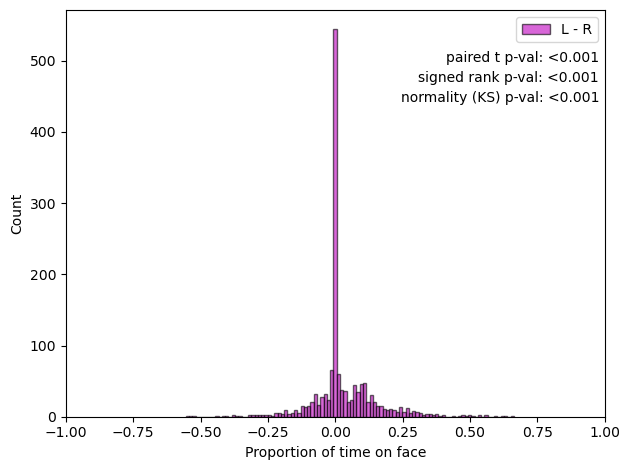 L - R
paired t p-val: <0.001
signed rank p-val: <0.001
normality (KS) p-val: <0.001
Count
500
400
300
200
100
0
−1.00 −0.75 −0.50 −0.25 0.00 0.25 0.50 0.75 1.00
Proportion of time on face